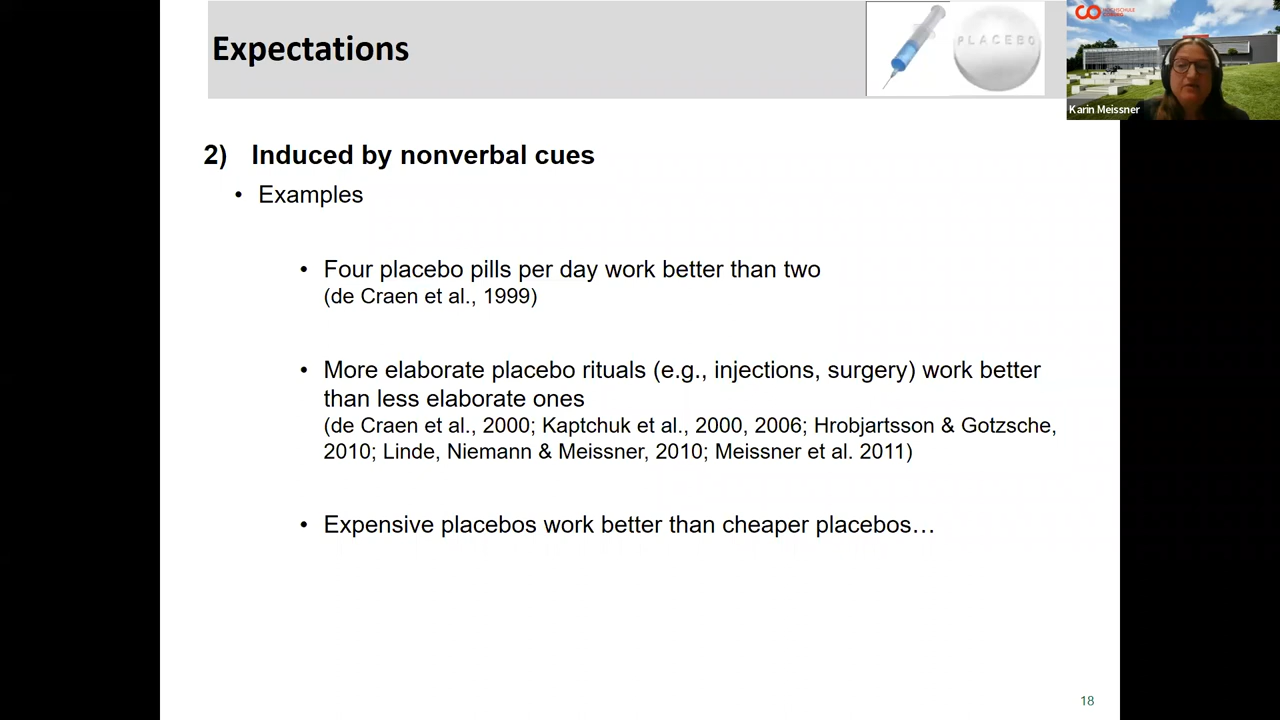 Expectations
PLACEBO
CO HOCHSCHULE COBURG
Karin Meissner
2) Induced by nonverbal cues
• Examples
• Four placebo pills per day work better than two
(de Craen et al., 1999)
• More elaborate placebo rituals (e.g., injections, surgery) work better
than less elaborate ones
(de Craen et al., 2000; Kaptchuk et al., 2000, 2006; Hrobjartsson & Gotzsche,
2010; Linde, Niemann & Meissner, 2010; Meissner et al. 2011)
• Expensive placebos work better than cheaper placebos…
18